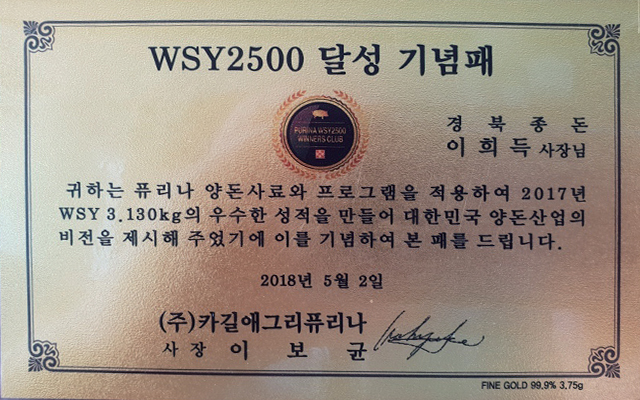 WSY2500 달성 기념패
PURINA WSY2500
WINNERS CLUB
경북종돈
이희득 사장님
귀하는 퓨리나 양돈사료와 프로그램을 적용하여 2017년
WSY 3.130kg의 우수한 성적을 만들어 대한민국 양돈산업의
비전을 제시해 주었기에 이를 기념하여 본 패를 드립니다.
2018년 5월 2일
(주)카길애그리퓨리나
사장 이보균
FINE GOLD 99.9% 3.75g